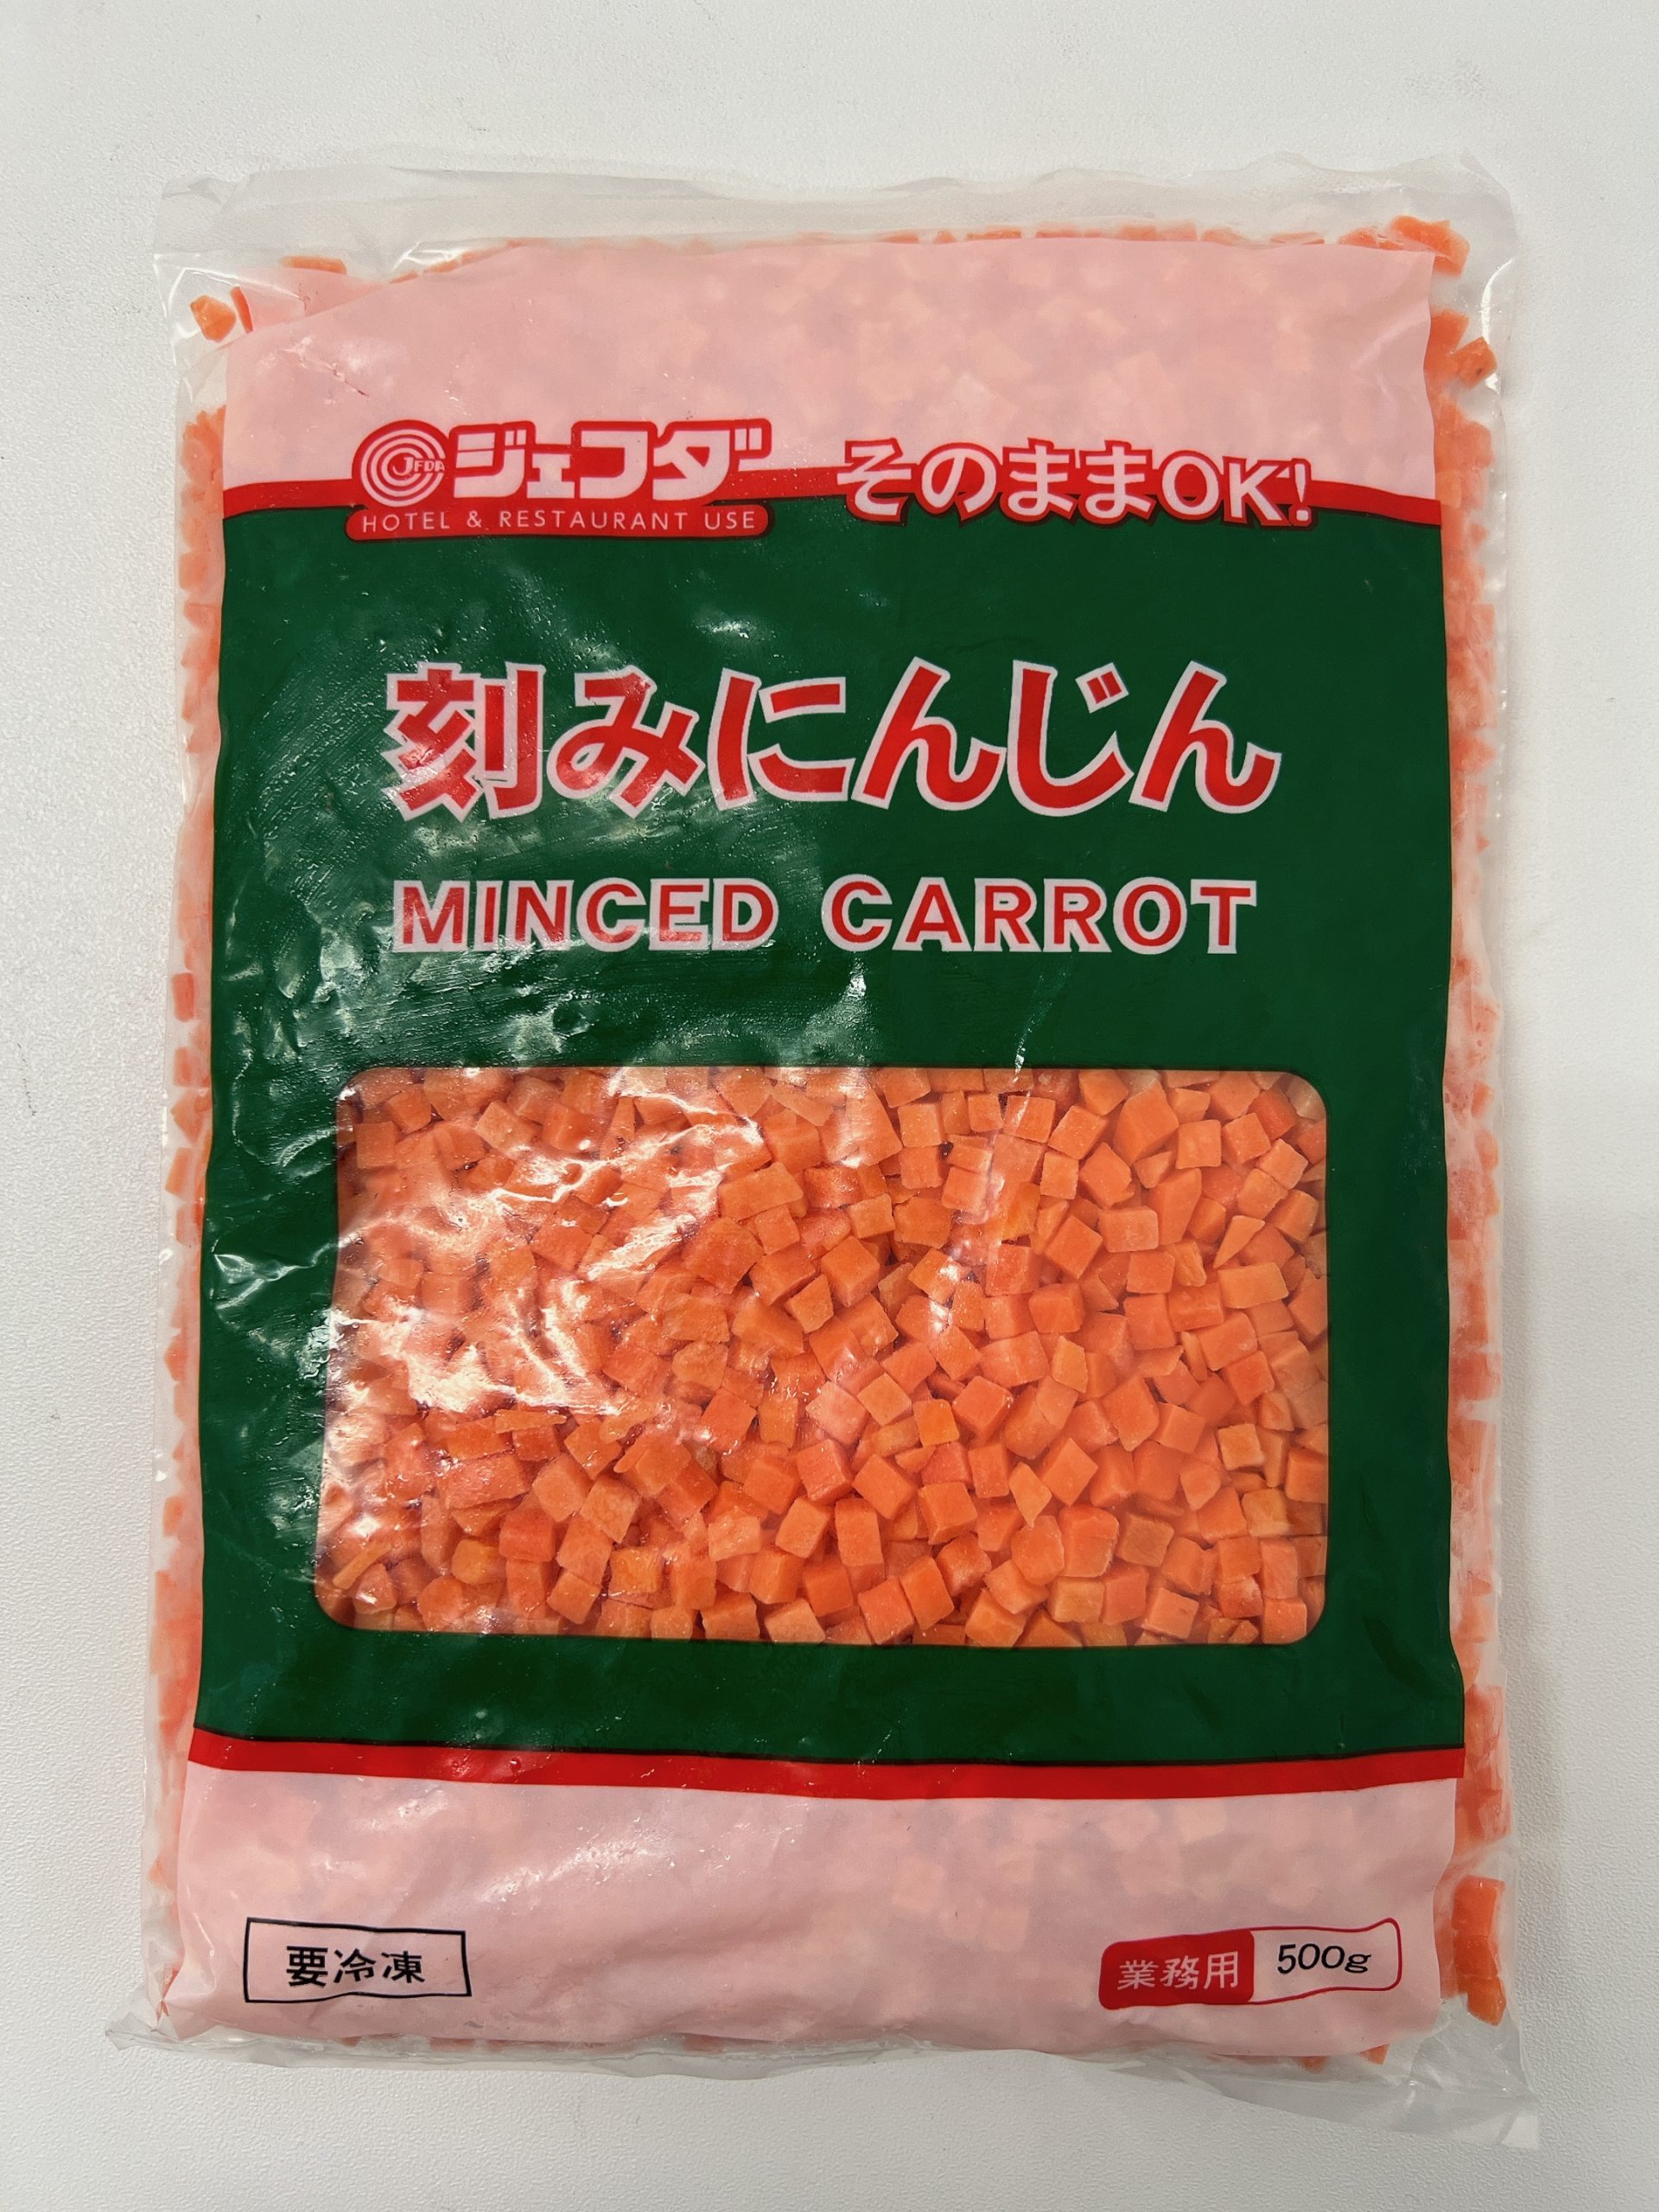 JFDA ジェフダ
HOTEL & RESTAURANT USE
そのままOK!
刻みにんじん
MINCED CARROT
要冷凍
業務用 500g